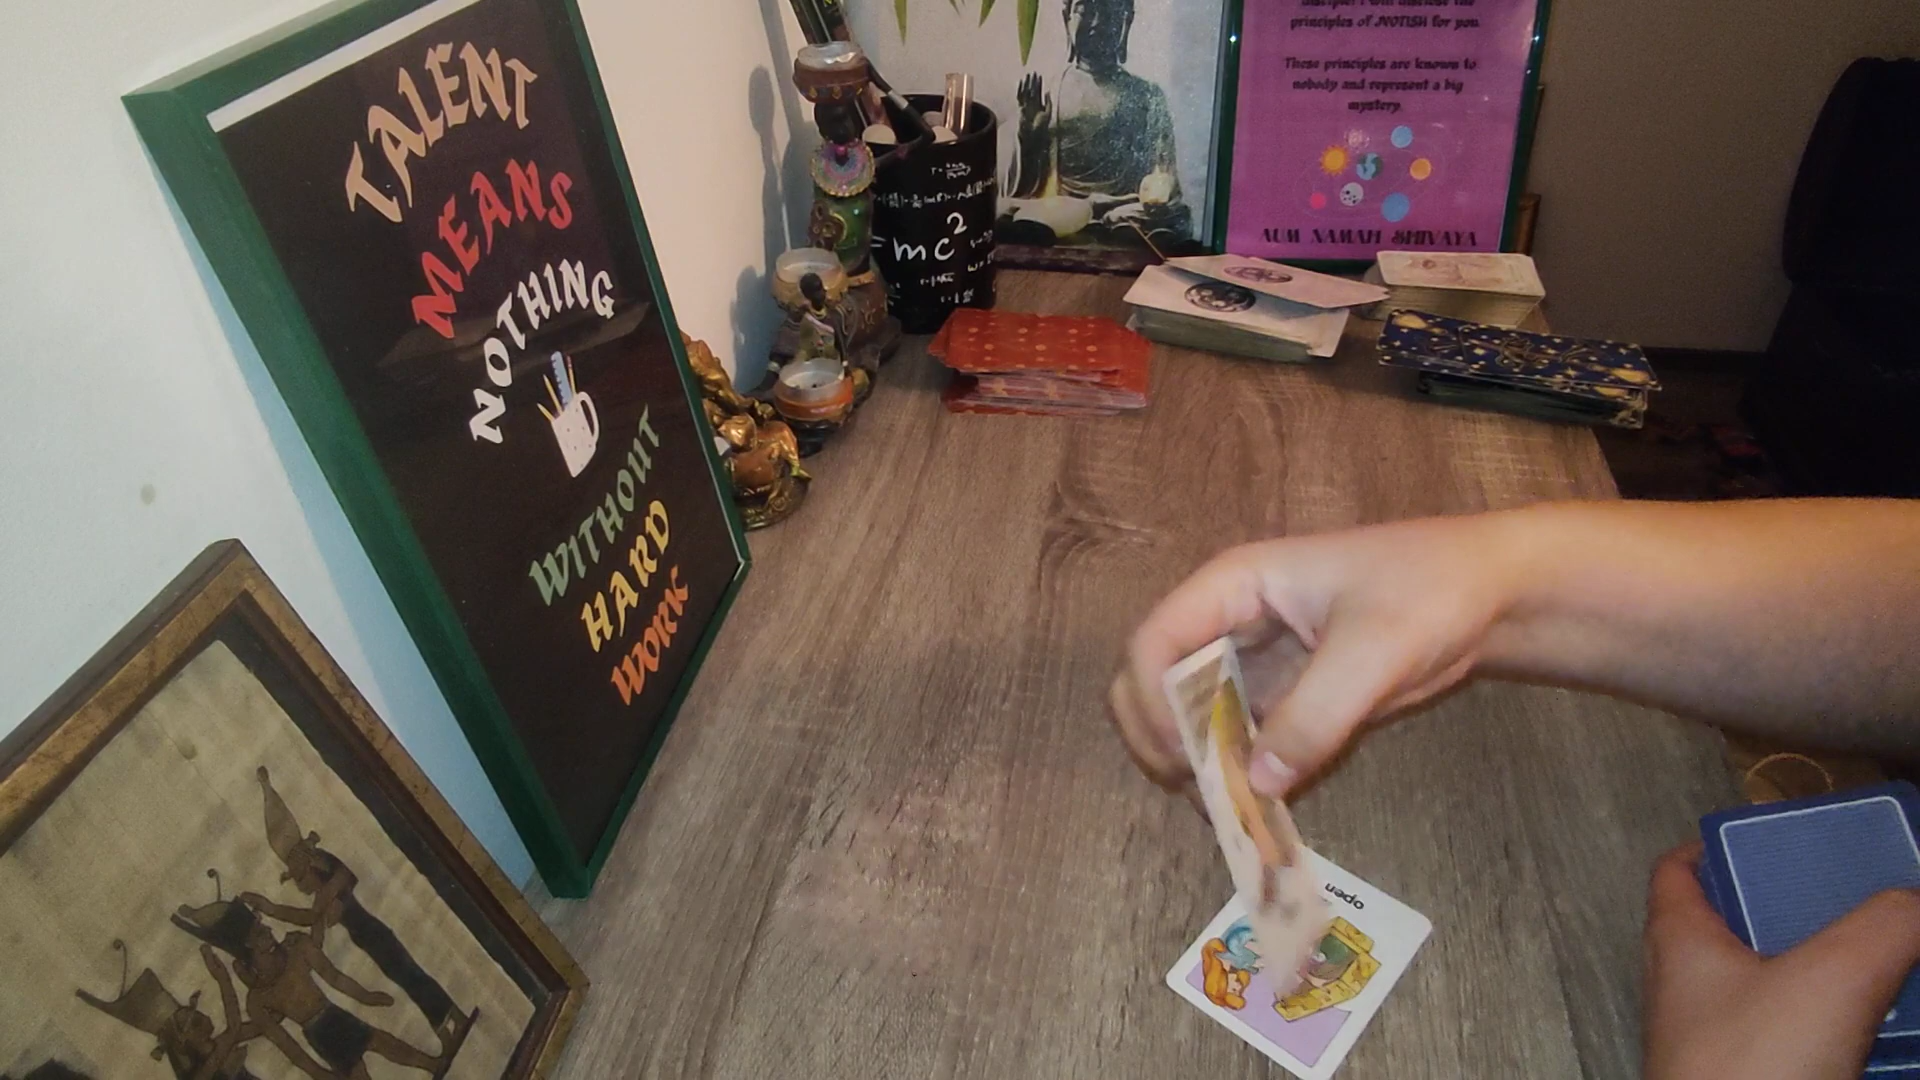 TALENT
MEANS
NOTHING
WITHOUT
HARD
WORK
mc²
principles of JYOTISH for you.
These principles are known to
nobody and represent a big
mystery.
AUM NAMAH SHIVAYA
open